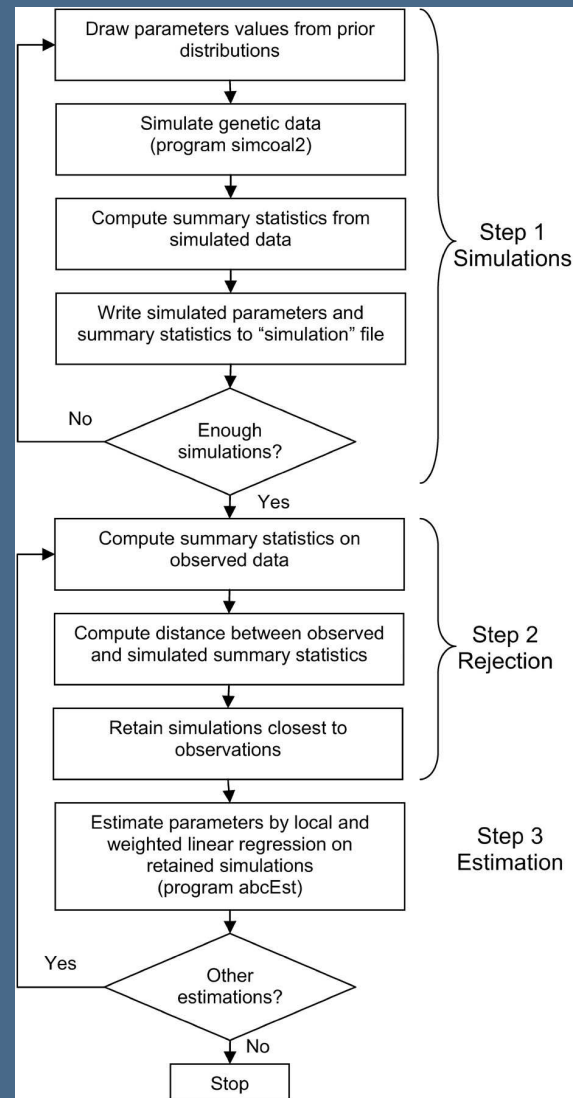 Draw parameters values from prior
distributions
Simulate genetic data
(program simcoal2)
Compute summary statistics from
simulated data
Step 1
Simulations
Write simulated parameters and
summary statistics to “simulation” file
No
Enough
simulations?
Yes
Compute summary statistics on
observed data
Compute distance between observed
and simulated summary statistics
Step 2
Rejection
Retain simulations closest to
observations
Estimate parameters by local and
weighted linear regression on
retained simulations
(program abcEst)
Step 3
Estimation
Yes
Other
estimations?
No
Stop